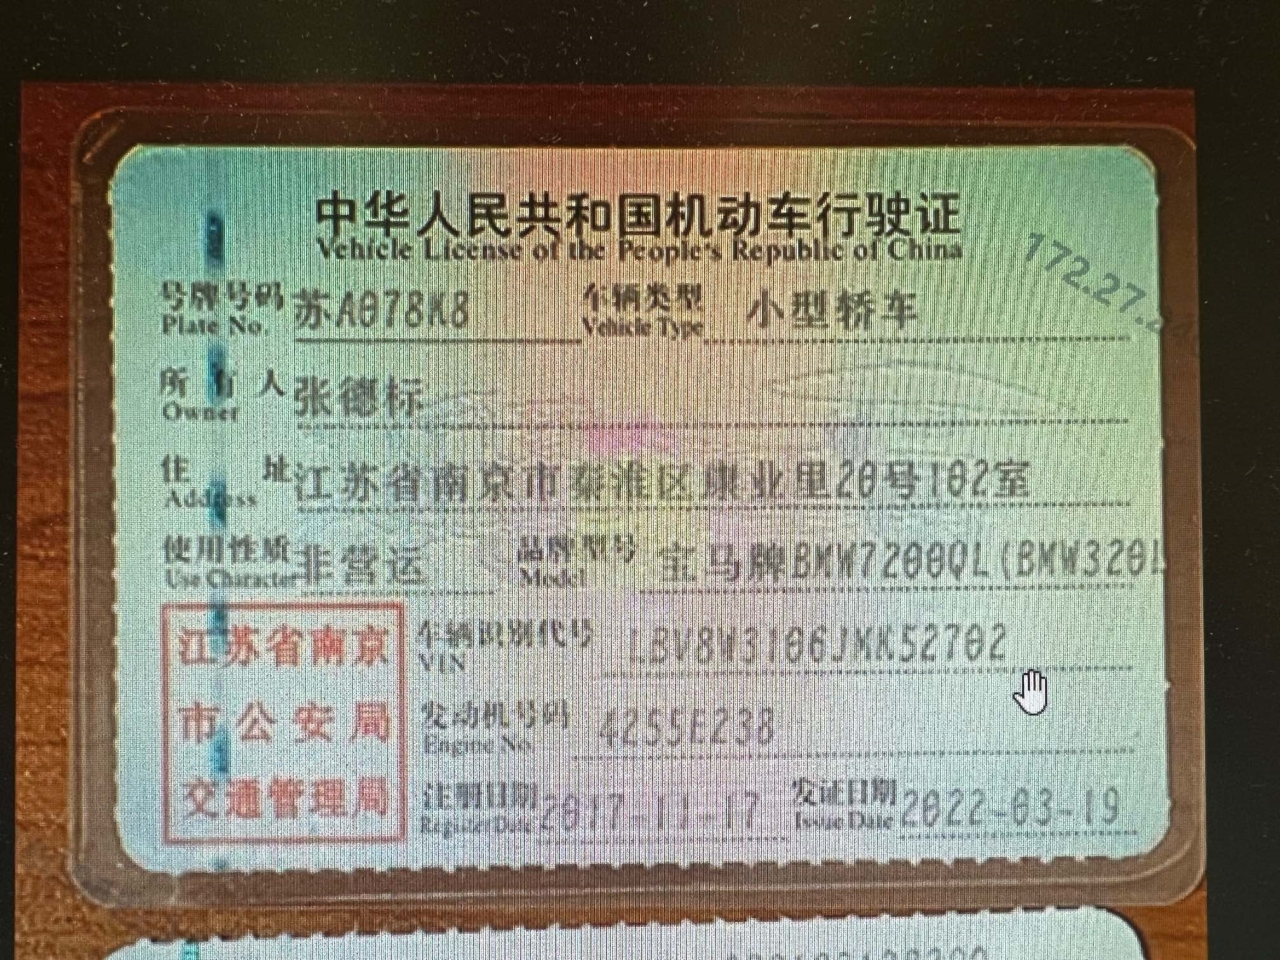 中华人民共和国机动车行驶证
Vehicle License of the People's Republic of China
172.27.
号牌号码 苏A078K8 车辆类型 小型轿车
Plate No. Vehicle Type
所有人 张德标
Owner
住址 江苏省南京市秦淮区康业里20号102室
Address
使用性质 非营运 品牌型号 宝马牌BMW7200QL(BMW320L
Use Character Model
江苏省南京
市公安局
交通管理局
车辆识别代号 LBV8W3106JMK52702
VIN
发动机号码 4255E238
Engine No.
注册日期 2017-11-17 发证日期 2022-03-19
Register Date Issue Date